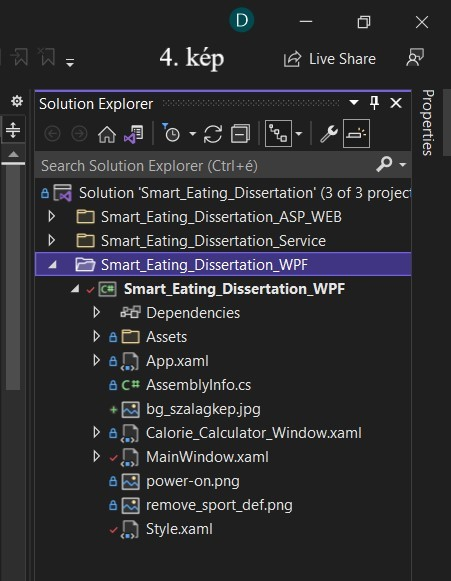 D
4. kép
Live Share
Solution Explorer
Search Solution Explorer (Ctrl+é)
Solution 'Smart_Eating_Dissertation' (3 of 3 project
Smart_Eating_Dissertation_ASP_WEB
Smart_Eating_Dissertation_Service
Smart_Eating_Dissertation_WPF
C# Smart_Eating_Dissertation_WPF
Dependencies
Assets
App.xaml
C# AssemblyInfo.cs
bg_szalagkep.jpg
Calorie_Calculator_Window.xaml
MainWindow.xaml
power-on.png
remove_sport_def.png
Style.xaml
Properties